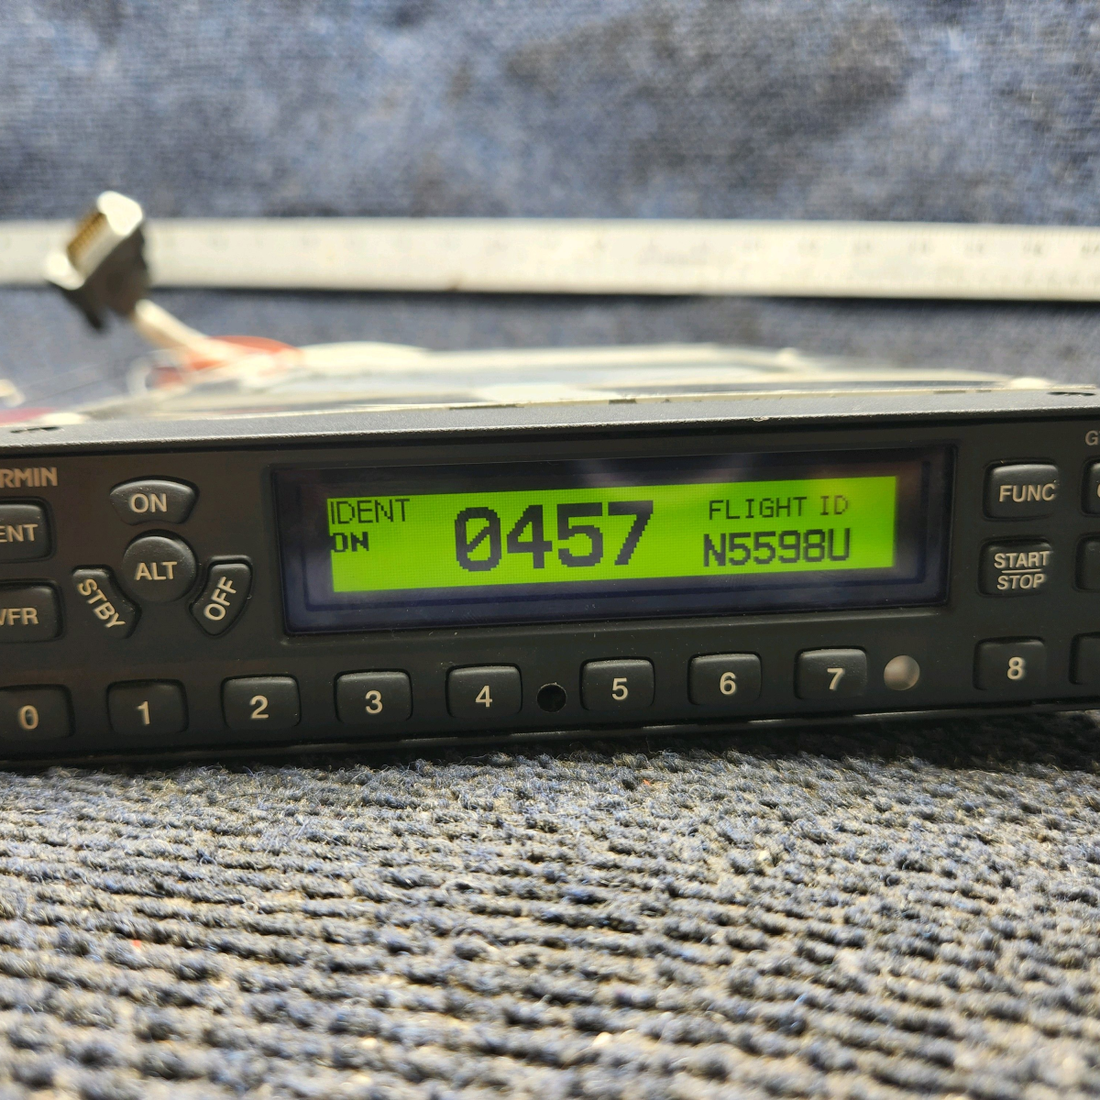 RMIN
G
ENT
ON
ALT
STBY
OFF
VFR
IDENT
ON
0457
FLIGHT ID
N5598U
FUNC
START
STOP
0 1 2 3 4 5 6 7 8